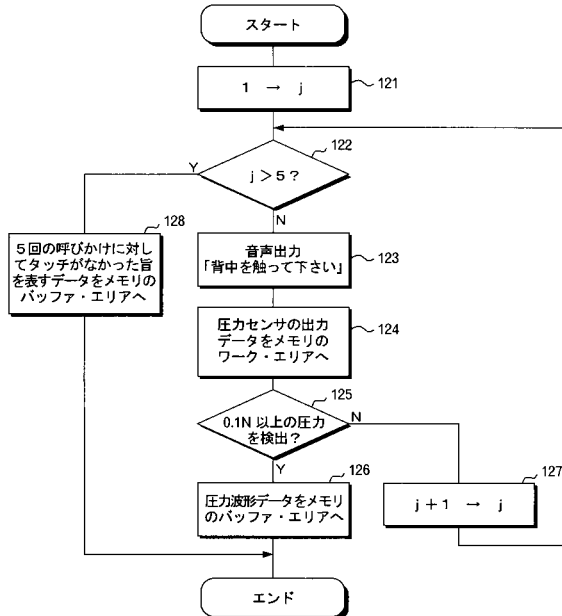 スタート
1 → j
121
122
j > 5 ?
Y
N
128
5回の呼びかけに対し
てタッチがなかった旨
を表すデータをメモリの
バッファ・エリアへ
音声出力
「背中を触って下さい」
123
圧力センサの出力
データをメモリの
ワーク・エリアへ
124
125
0.1N 以上の圧力
を検出?
N
Y
126
圧力波形データをメモリ
のバッファ・エリアへ
127
j + 1 → j
エンド